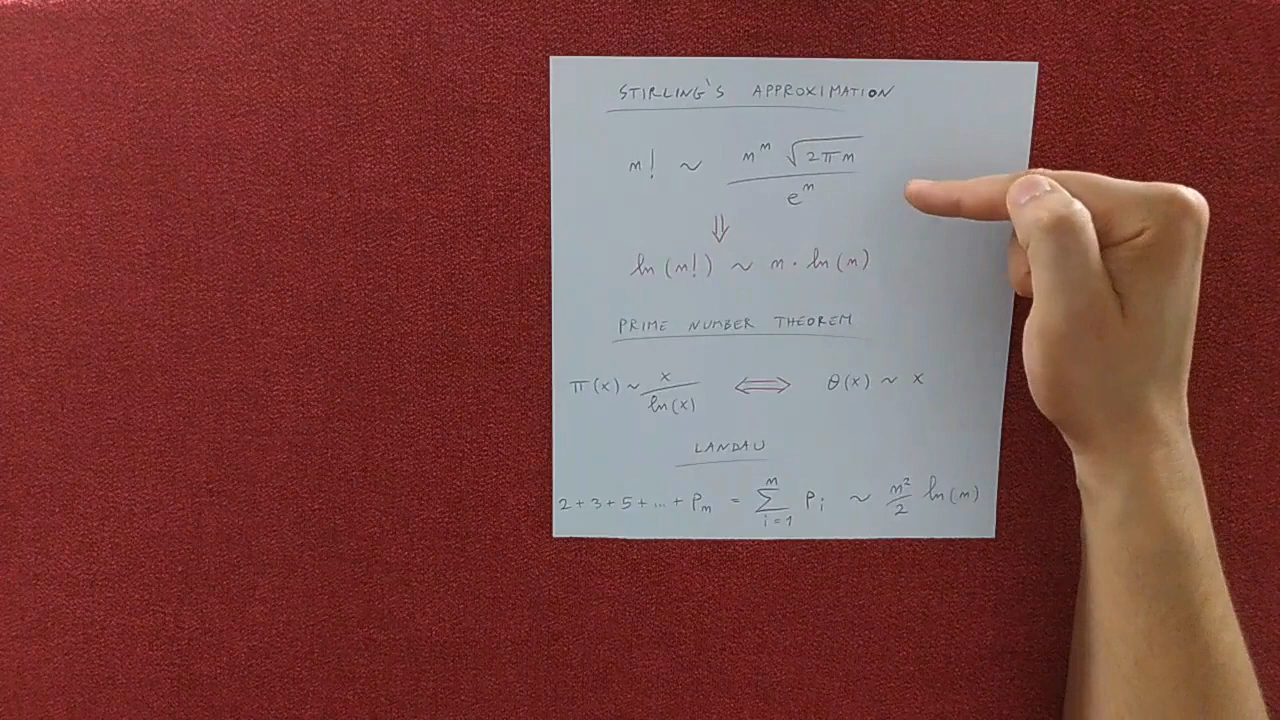 STIRLING'S APPROXIMATION
n! ~ n^n √(2πn) / e^n
⇓
ln(n!) ~ n · ln(n)
PRIME NUMBER THEOREM
π(x) ~ x / ln(x) ⟺ θ(x) ~ x
LANDAU
2+3+5+...+p_n = ∑_{i=1}^{n} p_i ~ n²/2 ln(n)